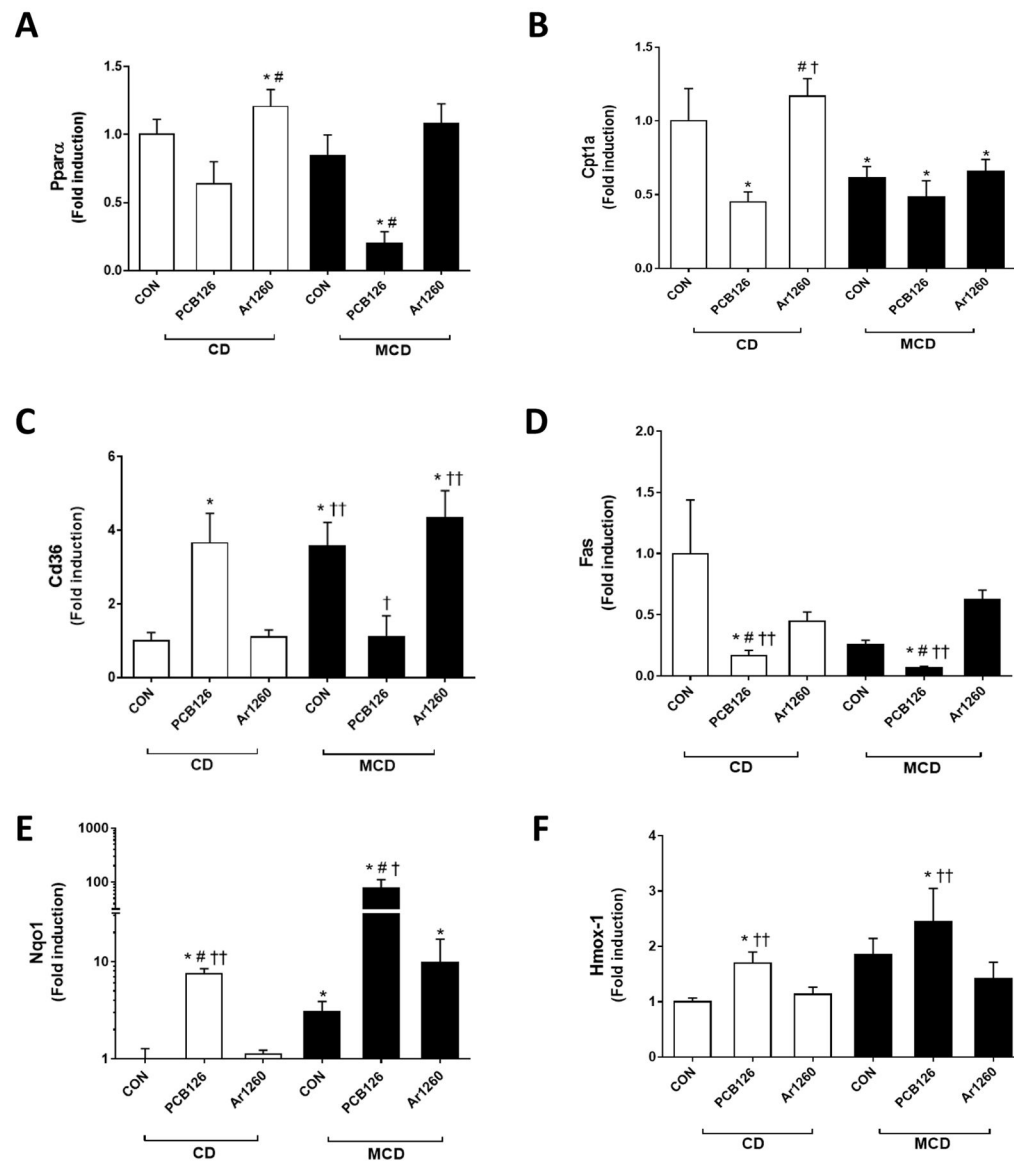 A
Pparα
(Fold induction)
1.5
1.0
0.5
0.0
* #
* #
CON
PCB126
Ar1260
CON
PCB126
Ar1260
CD
MCD
B
Cpt1a
(Fold induction)
1.5
1.0
0.5
0.0
*
# †
*
*
*
CON
PCB126
Ar1260
CON
PCB126
Ar1260
CD
MCD
C
Cd36
(Fold induction)
6
4
2
0
*
* ††
†
* ††
CON
PCB126
Ar1260
CON
PCB126
Ar1260
CD
MCD
D
Fas
(Fold induction)
2.0
1.5
1.0
0.5
0.0
* # ††
* # ††
CON
PCB126
Ar1260
CON
PCB126
Ar1260
CD
MCD
E
Nqo1
(Fold induction)
1000
100
10
1
* # ††
*
* # †
*
CON
PCB126
Ar1260
CON
PCB126
Ar1260
CD
MCD
F
Hmox-1
(Fold induction)
4
3
2
1
0
* ††
* ††
CON
PCB126
Ar1260
CON
PCB126
Ar1260
CD
MCD